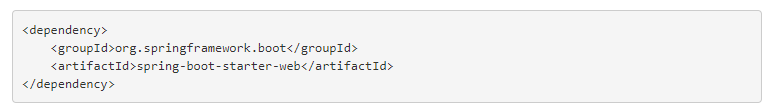 <dependency>
    <groupId>org.springframework.boot</groupId>
    <artifactId>spring-boot-starter-web</artifactId>
</dependency>